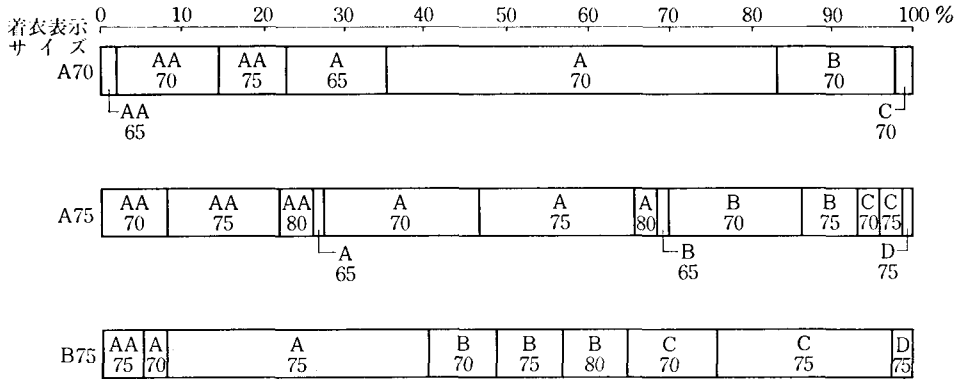 0 10 20 30 40 50 60 70 80 90 100 %
着衣表示
サイズ
A70
AA 70
AA 75
A 65
A 70
B 70
AA 65
C 70
A75
AA 70
AA 75
AA 80
A 70
A 75
A 80
B 70
B 75
C 70
C 75
A 65
B 65
D 75
B75
AA 75
A 70
A 75
B 70
B 75
B 80
C 70
C 75
D 75